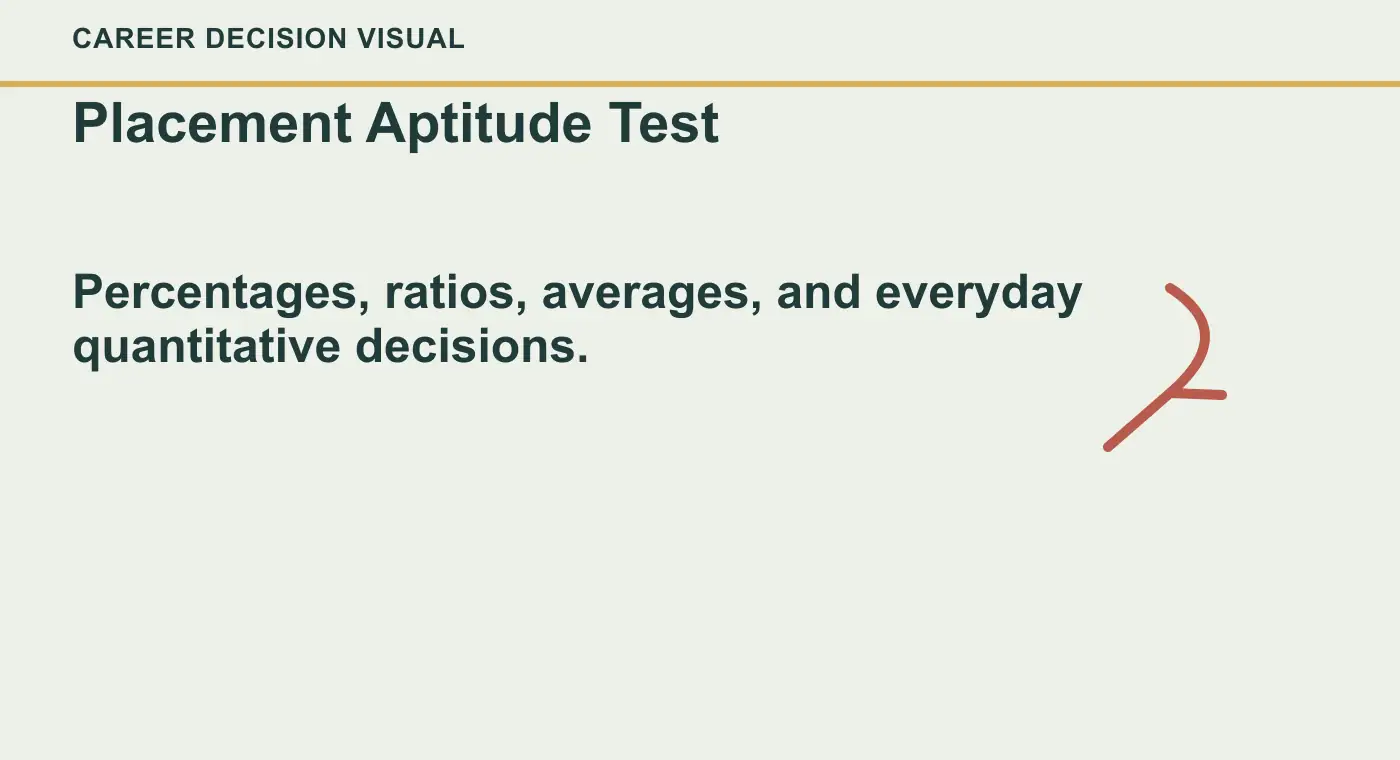 CAREER DECISION VISUAL
Placement Aptitude Test
Percentages, ratios, averages, and everyday
quantitative decisions.